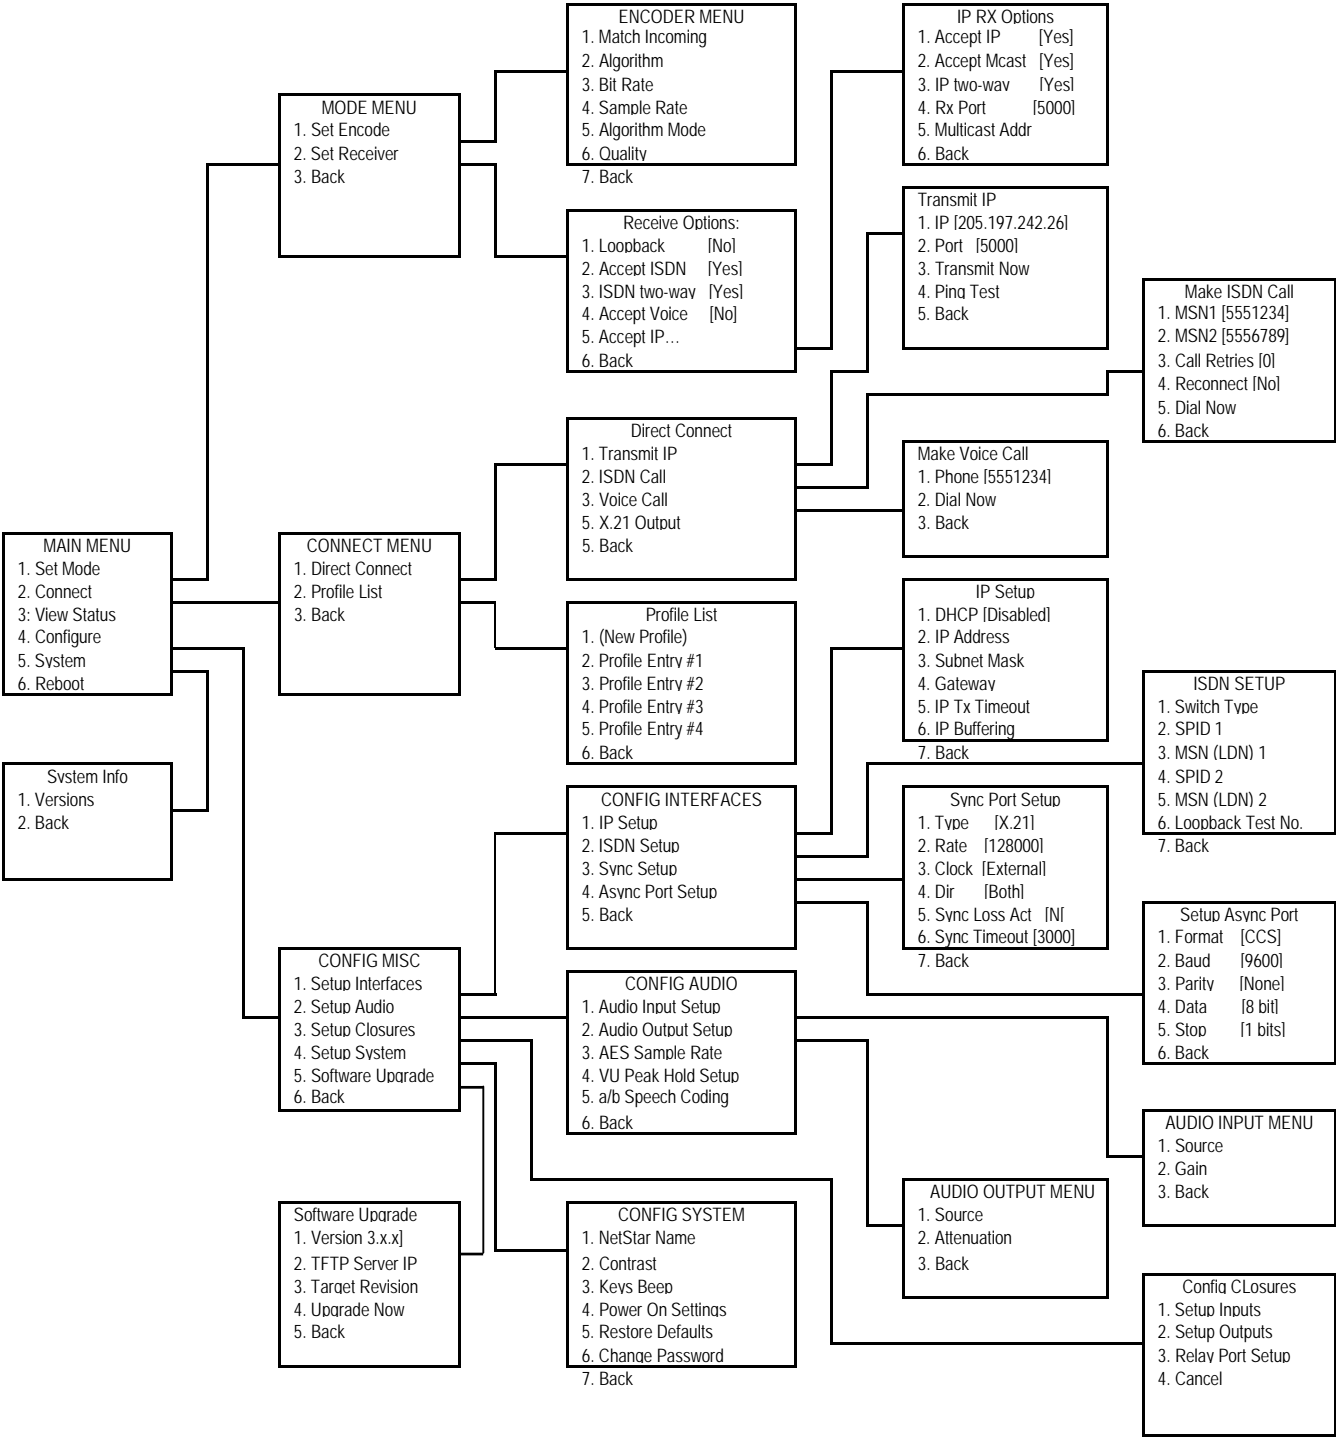 ENCODER MENU
1. Match Incoming
2. Algorithm
3. Bit Rate
4. Sample Rate
5. Algorithm Mode
6. Quality
7. Back
IP RX Options
1. Accept IP [Yes]
2. Accept Mcast [Yes]
3. IP two-way [Yes]
4. Rx Port [5000]
5. Multicast Addr
6. Back
MODE MENU
1. Set Encode
2. Set Receiver
3. Back
Receive Options:
1. Loopback [No]
2. Accept ISDN [Yes]
3. ISDN two-way [Yes]
4. Accept Voice [No]
5. Accept IP…
6. Back
Transmit IP
1. IP [205.197.242.26]
2. Port [5000]
3. Transmit Now
4. Ping Test
5. Back
Make ISDN Call
1. MSN1 [5551234]
2. MSN2 [5556789]
3. Call Retries [0]
4. Reconnect [No]
5. Dial Now
6. Back
Direct Connect
1. Transmit IP
2. ISDN Call
3. Voice Call
5. X.21 Output
5. Back
Make Voice Call
1. Phone [5551234]
2. Dial Now
3. Back
MAIN MENU
1. Set Mode
2. Connect
3: View Status
4. Configure
5. System
6. Reboot
CONNECT MENU
1. Direct Connect
2. Profile List
3. Back
Profile List
1. (New Profile)
2. Profile Entry #1
3. Profile Entry #2
4. Profile Entry #3
5. Profile Entry #4
6. Back
IP Setup
1. DHCP [Disabled]
2. IP Address
3. Subnet Mask
4. Gateway
5. IP Tx Timeout
6. IP Buffering
7. Back
ISDN SETUP
1. Switch Type
2. SPID 1
3. MSN (LDN) 1
4. SPID 2
5. MSN (LDN) 2
6. Loopback Test No.
7. Back
System Info
1. Versions
2. Back
CONFIG INTERFACES
1. IP Setup
2. ISDN Setup
3. Sync Setup
4. Async Port Setup
5. Back
Sync Port Setup
1. Type [X.21]
2. Rate [128000]
3. Clock [External]
4. Dir [Both]
5. Sync Loss Act [N[
6. Sync Timeout [3000]
7. Back
Setup Async Port
1. Format [CCS]
2. Baud [9600]
3. Parity [None]
4. Data [8 bit]
5. Stop [1 bits]
6. Back
CONFIG MISC
1. Setup Interfaces
2. Setup Audio
3. Setup Closures
4. Setup System
5. Software Upgrade
6. Back
CONFIG AUDIO
1. Audio Input Setup
2. Audio Output Setup
3. AES Sample Rate
4. VU Peak Hold Setup
5. a/b Speech Coding
6. Back
AUDIO INPUT MENU
1. Source
2. Gain
3. Back
Software Upgrade
1. Version 3.x.x]
2. TFTP Server IP
3. Target Revision
4. Upgrade Now
5. Back
CONFIG SYSTEM
1. NetStar Name
2. Contrast
3. Keys Beep
4. Power On Settings
5. Restore Defaults
6. Change Password
7. Back
AUDIO OUTPUT MENU
1. Source
2. Attenuation
3. Back
Config CLosures
1. Setup Inputs
2. Setup Outputs
3. Relay Port Setup
4. Cancel